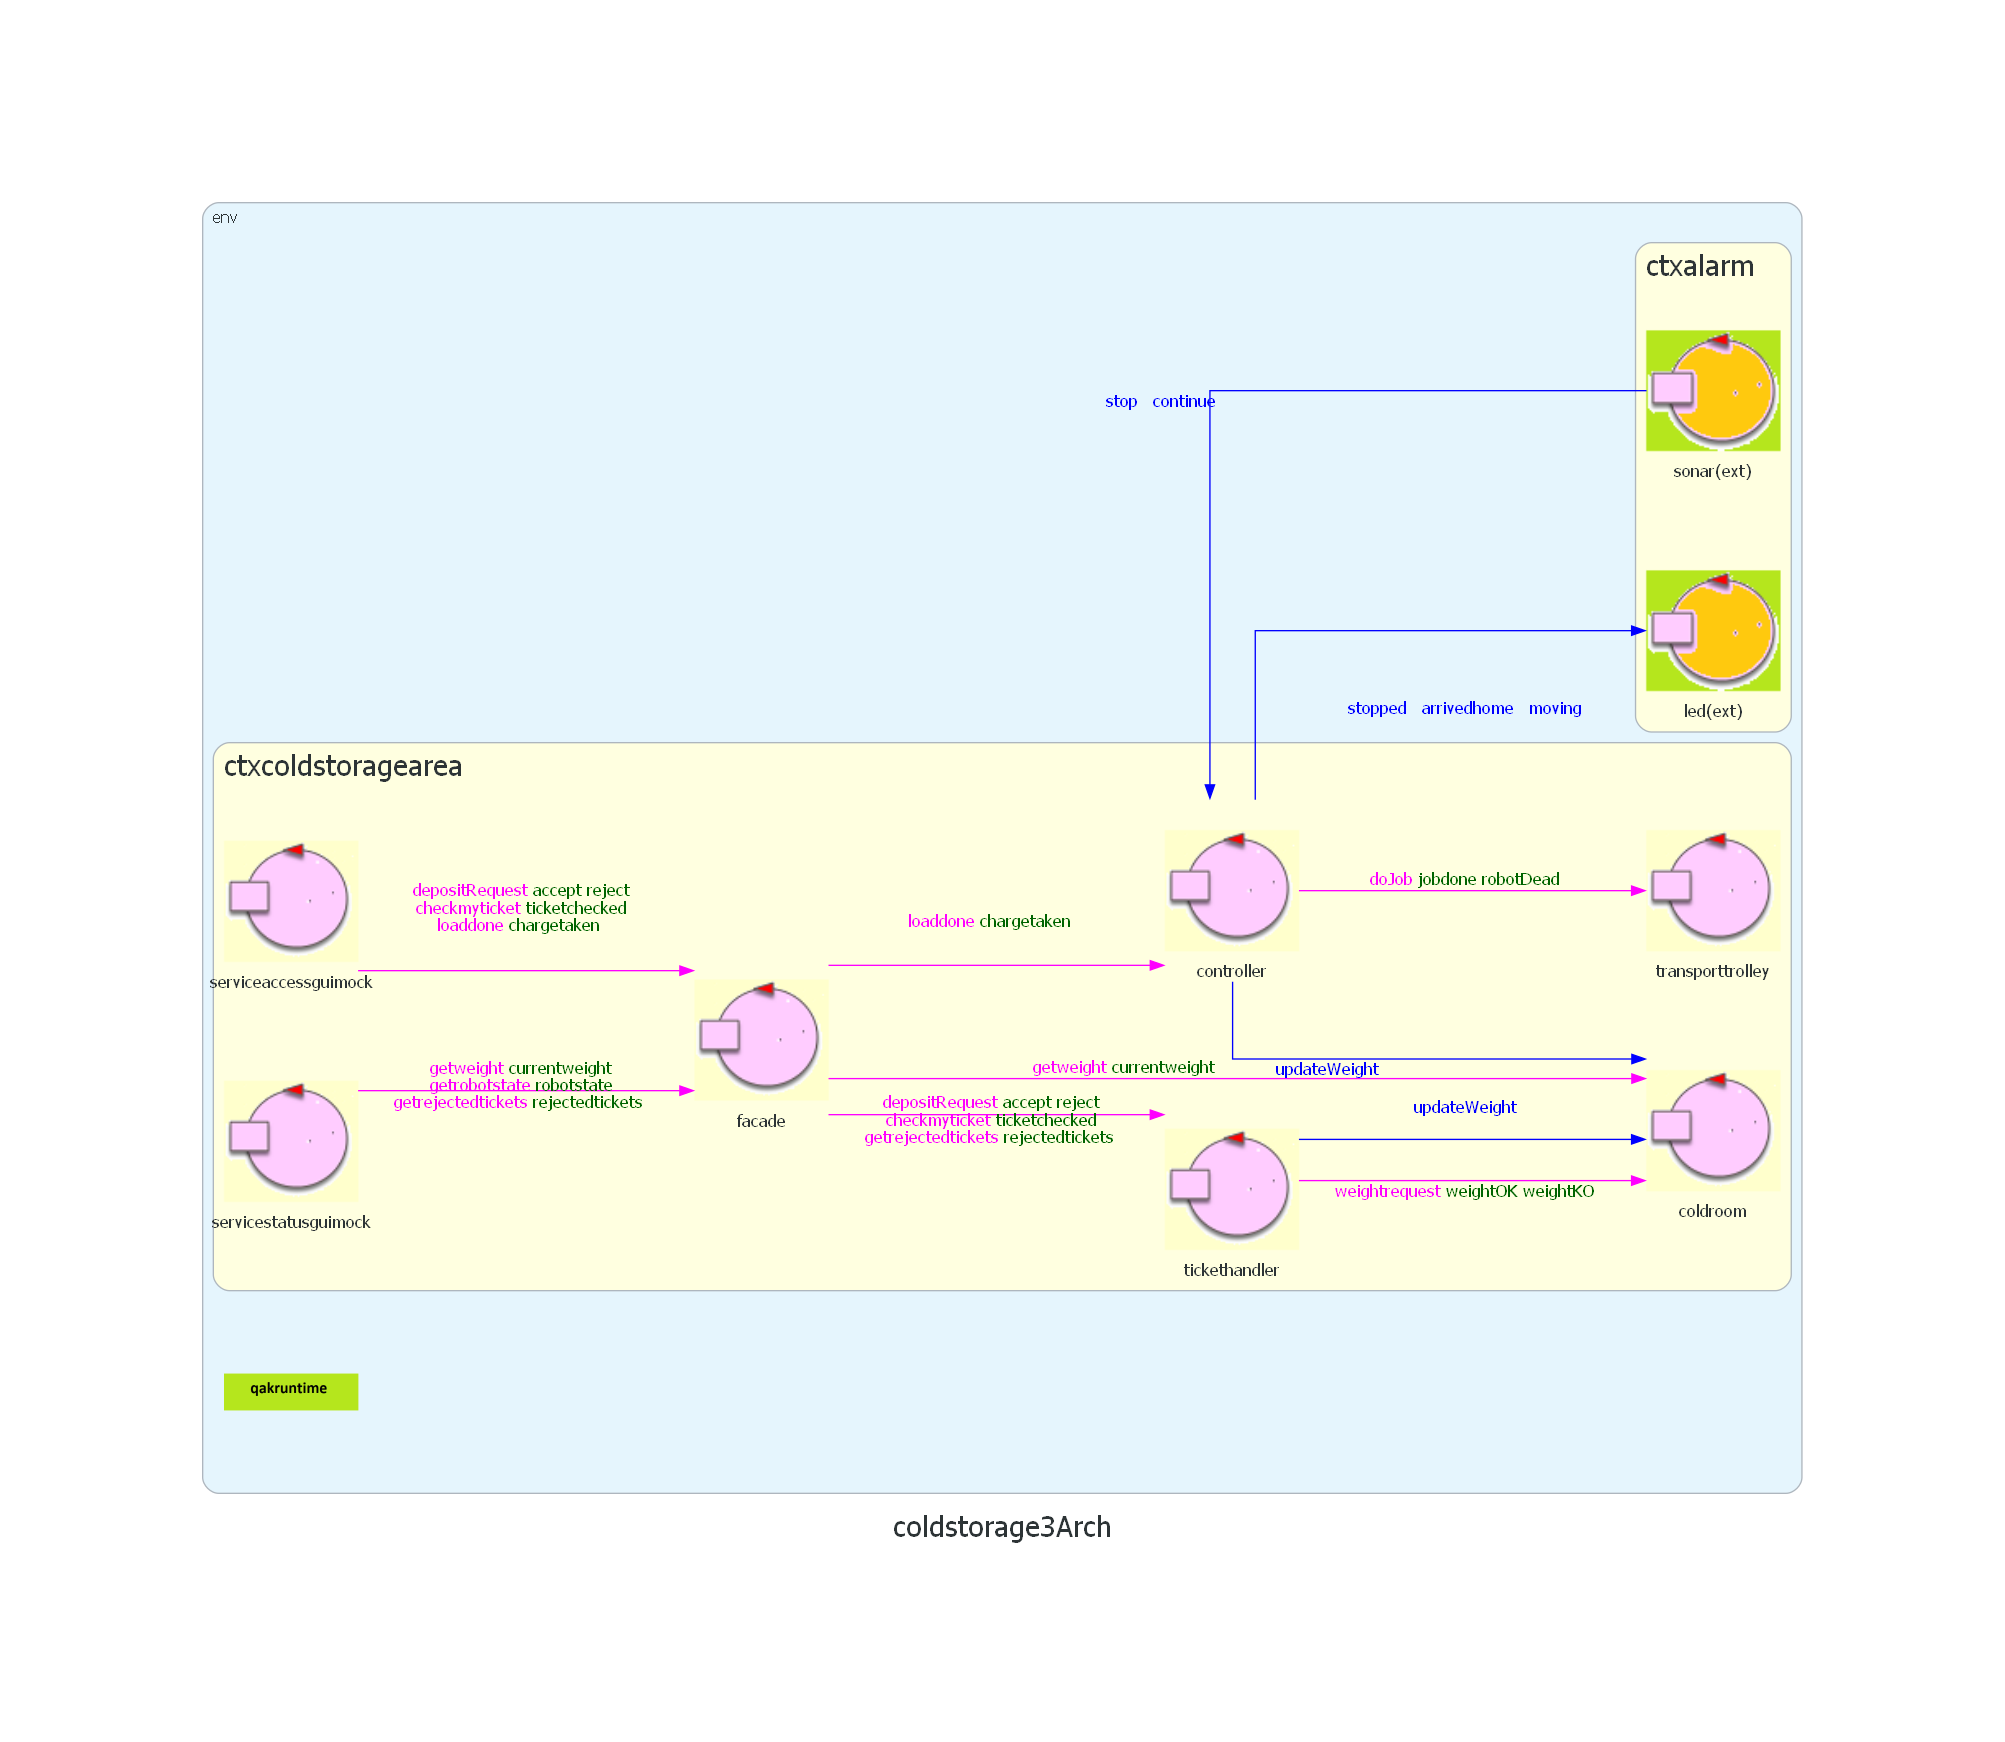 env
ctxalarm
sonar(ext)
stop continue
led(ext)
stopped arrivedhome moving
ctxcoldstoragearea
depositRequest accept reject
checkmyticket ticketchecked
loaddone chargetaken
serviceaccessguimock
loaddone chargetaken
controller
doJob jobdone robotDead
transporttrolley
getweight currentweight
getrobotstate robotstate
getrejectedtickets rejectedtickets
servicestatusguimock
facade
getweight currentweight
updateWeight
depositRequest accept reject
checkmyticket ticketchecked
getrejectedtickets rejectedtickets
updateWeight
weightrequest weightOK weightKO
coldroom
tickethandler
qakruntime
coldstorage3Arch